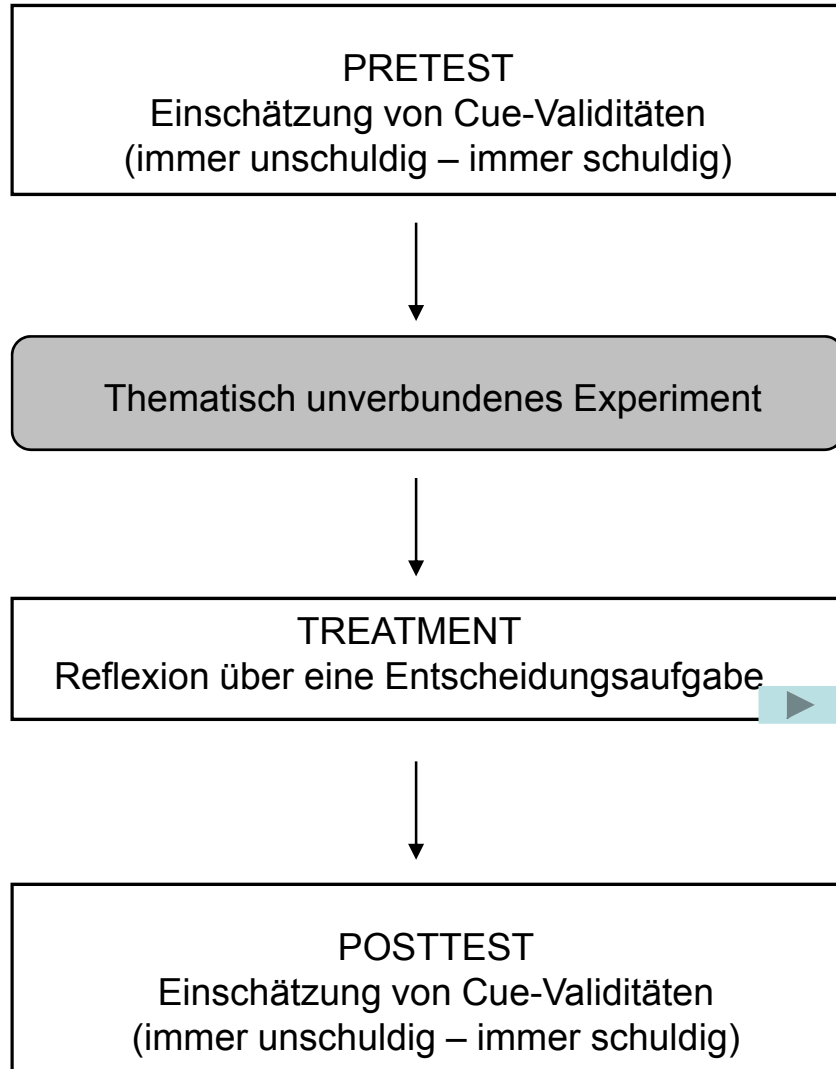 PRETEST
Einschätzung von Cue-Validitäten
(immer unschuldig – immer schuldig)
Thematisch unverbundenes Experiment
TREATMENT
Reflexion über eine Entscheidungsaufgabe
POSTTEST
Einschätzung von Cue-Validitäten
(immer unschuldig – immer schuldig)